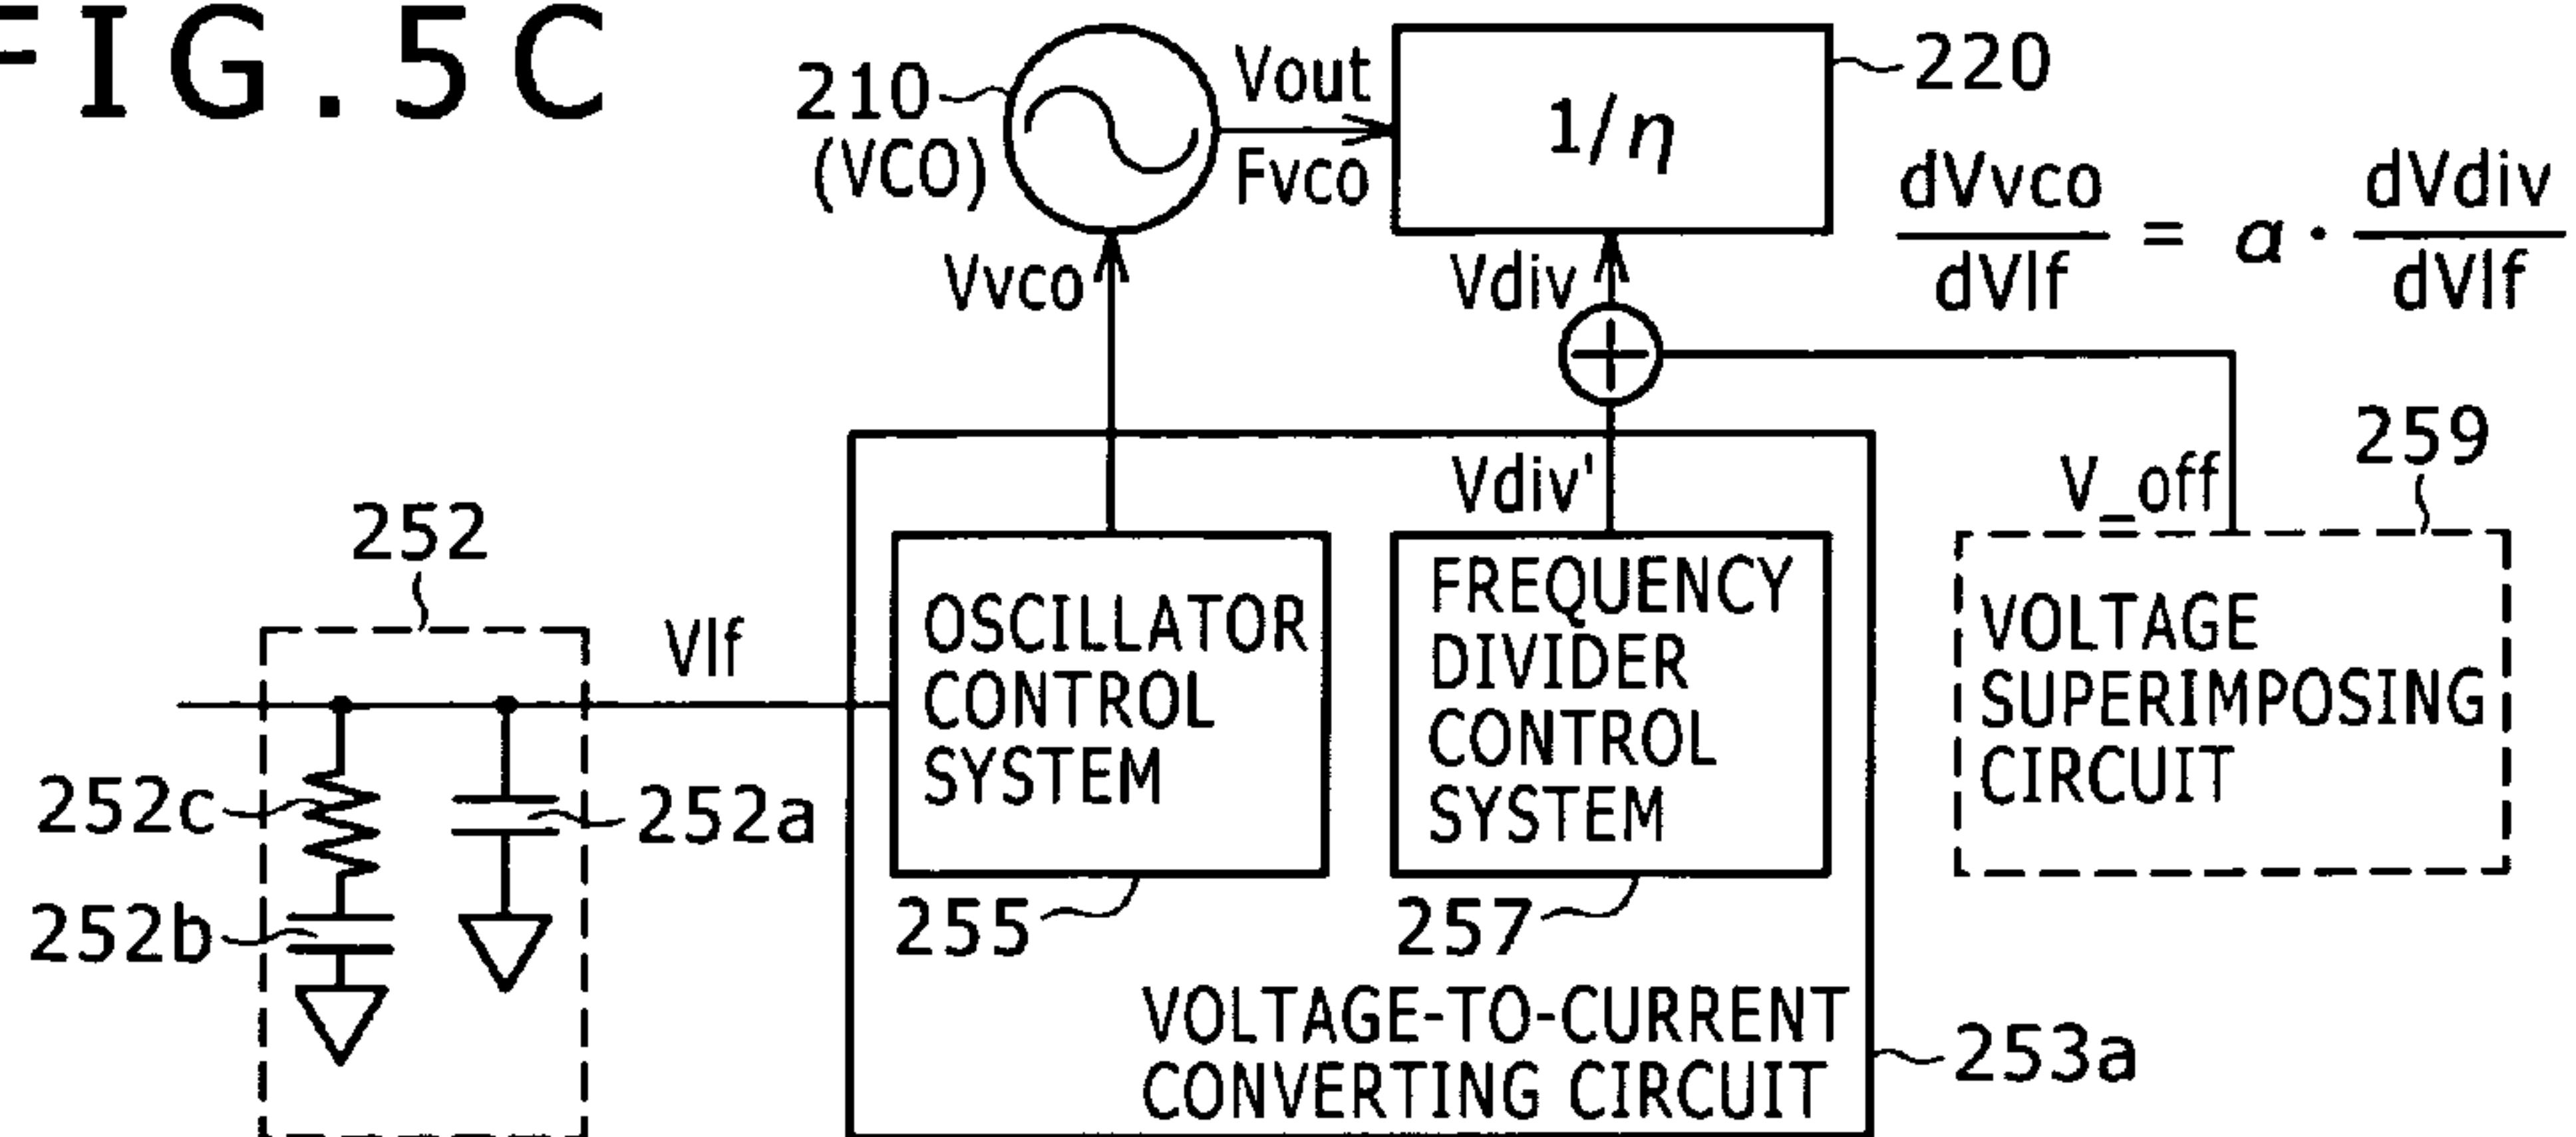 FIG.5C
210
(VCO)
Vout
Fvco
1/η
220
dVvco/dVlf = α · dVdiv/dVlf
Vvco
Vdiv
Vdiv'
V_off
259
252
Vlf
OSCILLATOR
CONTROL
SYSTEM
FREQUENCY
DIVIDER
CONTROL
SYSTEM
VOLTAGE
SUPERIMPOSING
CIRCUIT
252c
252a
252b
255
257
VOLTAGE-TO-CURRENT
CONVERTING CIRCUIT
253a